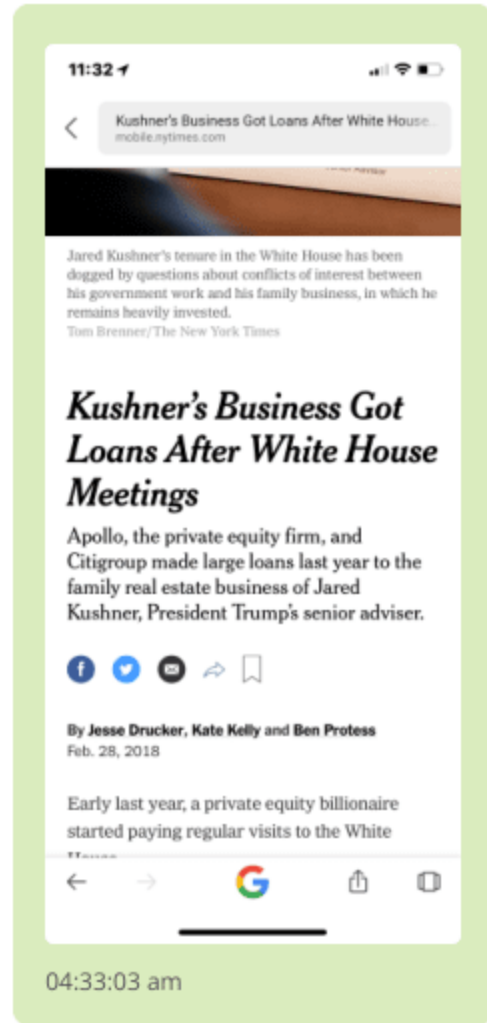 11:32
Kushner's Business Got Loans After White House...
mobile.nytimes.com
Jared Kushner's tenure in the White House has been
dogged by questions about conflicts of interest between
his government work and his family business, in which he
remains heavily invested.
Tom Brenner/The New York Times
Kushner's Business Got
Loans After White House
Meetings
Apollo, the private equity firm, and
Citigroup made large loans last year to the
family real estate business of Jared
Kushner, President Trump's senior adviser.
By Jesse Drucker, Kate Kelly and Ben Protess
Feb. 28, 2018
Early last year, a private equity billionaire
started paying regular visits to the White
04:33:03 am